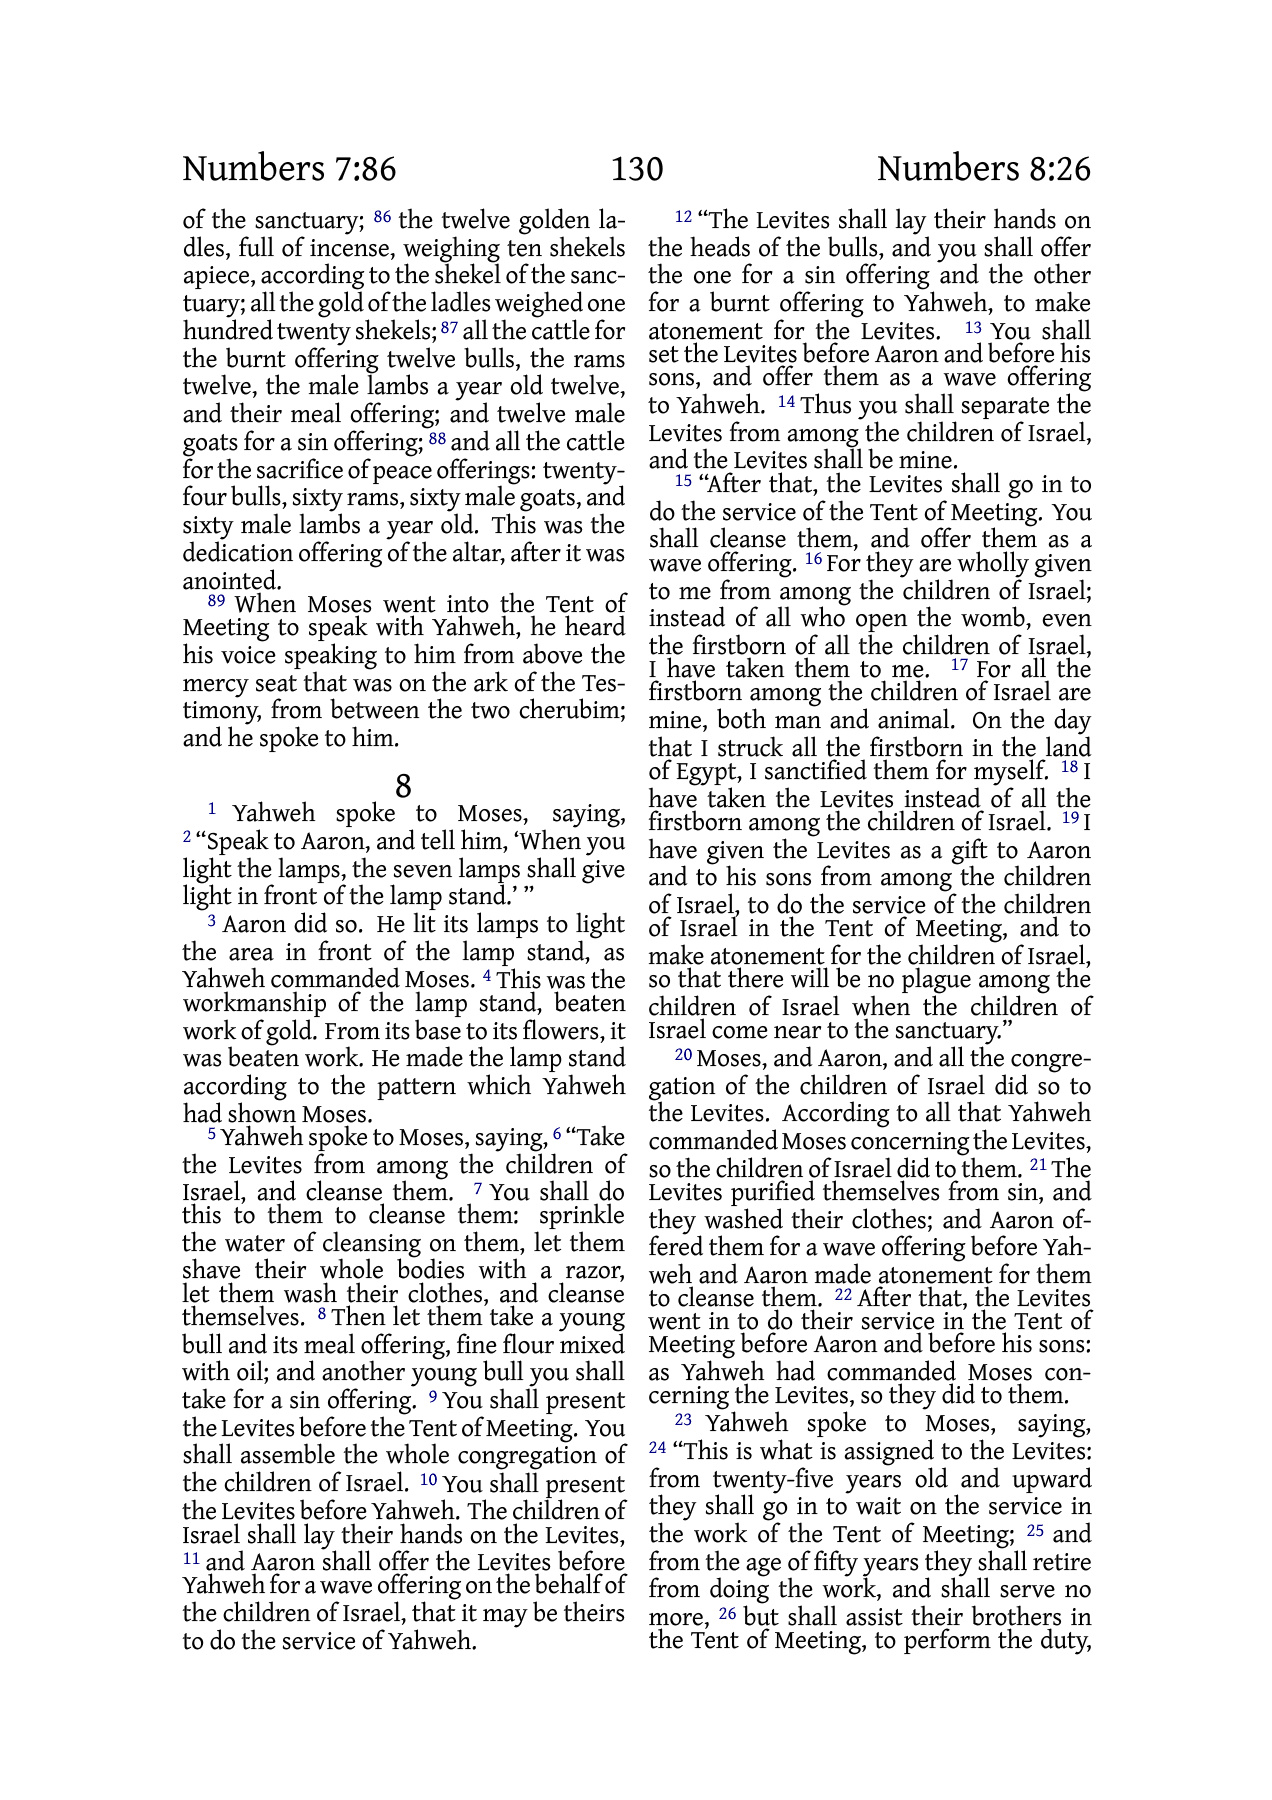 Numbers 7:86 130 Numbers 8:26
of the sanctuary; 86 the twelve golden la-
dles, full of incense, weighing ten shekels
apiece, according to the shekel of the sanc-
tuary; all the gold of the ladles weighed one
hundred twenty shekels; 87 all the cattle for
the burnt offering twelve bulls, the rams
twelve, the male lambs a year old twelve,
and their meal offering; and twelve male
goats for a sin offering; 88 and all the cattle
for the sacrifice of peace offerings: twenty-
four bulls, sixty rams, sixty male goats, and
sixty male lambs a year old. This was the
dedication offering of the altar, after it was
anointed.
89 When Moses went into the Tent of
Meeting to speak with Yahweh, he heard
his voice speaking to him from above the
mercy seat that was on the ark of the Tes-
timony, from between the two cherubim;
and he spoke to him.
8
1 Yahweh spoke to Moses, saying,
2 “Speak to Aaron, and tell him, ‘When you
light the lamps, the seven lamps shall give
light in front of the lamp stand.’ ”
3 Aaron did so. He lit its lamps to light
the area in front of the lamp stand, as
Yahweh commanded Moses. 4 This was the
workmanship of the lamp stand, beaten
work of gold. From its base to its flowers, it
was beaten work. He made the lamp stand
according to the pattern which Yahweh
had shown Moses.
5 Yahweh spoke to Moses, saying, 6 “Take
the Levites from among the children of
Israel, and cleanse them. 7 You shall do
this to them to cleanse them: sprinkle
the water of cleansing on them, let them
shave their whole bodies with a razor,
let them wash their clothes, and cleanse
themselves. 8 Then let them take a young
bull and its meal offering, fine flour mixed
with oil; and another young bull you shall
take for a sin offering. 9 You shall present
the Levites before the Tent of Meeting. You
shall assemble the whole congregation of
the children of Israel. 10 You shall present
the Levites before Yahweh. The children of
Israel shall lay their hands on the Levites,
11 and Aaron shall offer the Levites before
Yahweh for a wave offering on the behalf of
the children of Israel, that it may be theirs
to do the service of Yahweh.
12 “The Levites shall lay their hands on
the heads of the bulls, and you shall offer
the one for a sin offering and the other
for a burnt offering to Yahweh, to make
atonement for the Levites. 13 You shall
set the Levites before Aaron and before his
sons, and offer them as a wave offering
to Yahweh. 14 Thus you shall separate the
Levites from among the children of Israel,
and the Levites shall be mine.
15 “After that, the Levites shall go in to
do the service of the Tent of Meeting. You
shall cleanse them, and offer them as a
wave offering. 16 For they are wholly given
to me from among the children of Israel;
instead of all who open the womb, even
the firstborn of all the children of Israel,
I have taken them to me. 17 For all the
firstborn among the children of Israel are
mine, both man and animal. On the day
that I struck all the firstborn in the land
of Egypt, I sanctified them for myself. 18 I
have taken the Levites instead of all the
firstborn among the children of Israel. 19 I
have given the Levites as a gift to Aaron
and to his sons from among the children
of Israel, to do the service of the children
of Israel in the Tent of Meeting, and to
make atonement for the children of Israel,
so that there will be no plague among the
children of Israel when the children of
Israel come near to the sanctuary.”
20 Moses, and Aaron, and all the congre-
gation of the children of Israel did so to
the Levites. According to all that Yahweh
commanded Moses concerning the Levites,
so the children of Israel did to them. 21 The
Levites purified themselves from sin, and
they washed their clothes; and Aaron of-
fered them for a wave offering before Yah-
weh and Aaron made atonement for them
to cleanse them. 22 After that, the Levites
went in to do their service in the Tent of
Meeting before Aaron and before his sons:
as Yahweh had commanded Moses con-
cerning the Levites, so they did to them.
23 Yahweh spoke to Moses, saying,
24 “This is what is assigned to the Levites:
from twenty-five years old and upward
they shall go in to wait on the service in
the work of the Tent of Meeting; 25 and
from the age of fifty years they shall retire
from doing the work, and shall serve no
more, 26 but shall assist their brothers in
the Tent of Meeting, to perform the duty,